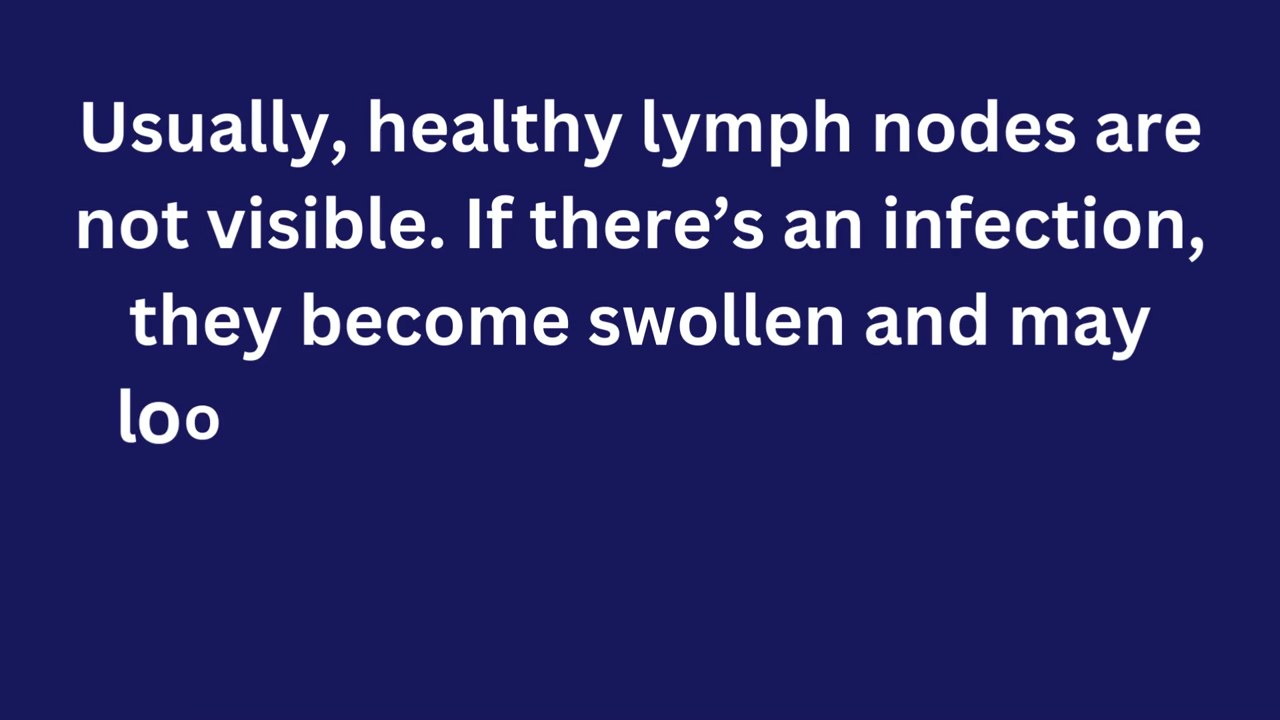 Usually, healthy lymph nodes are
not visible. If there’s an infection,
they become swollen and may
loo